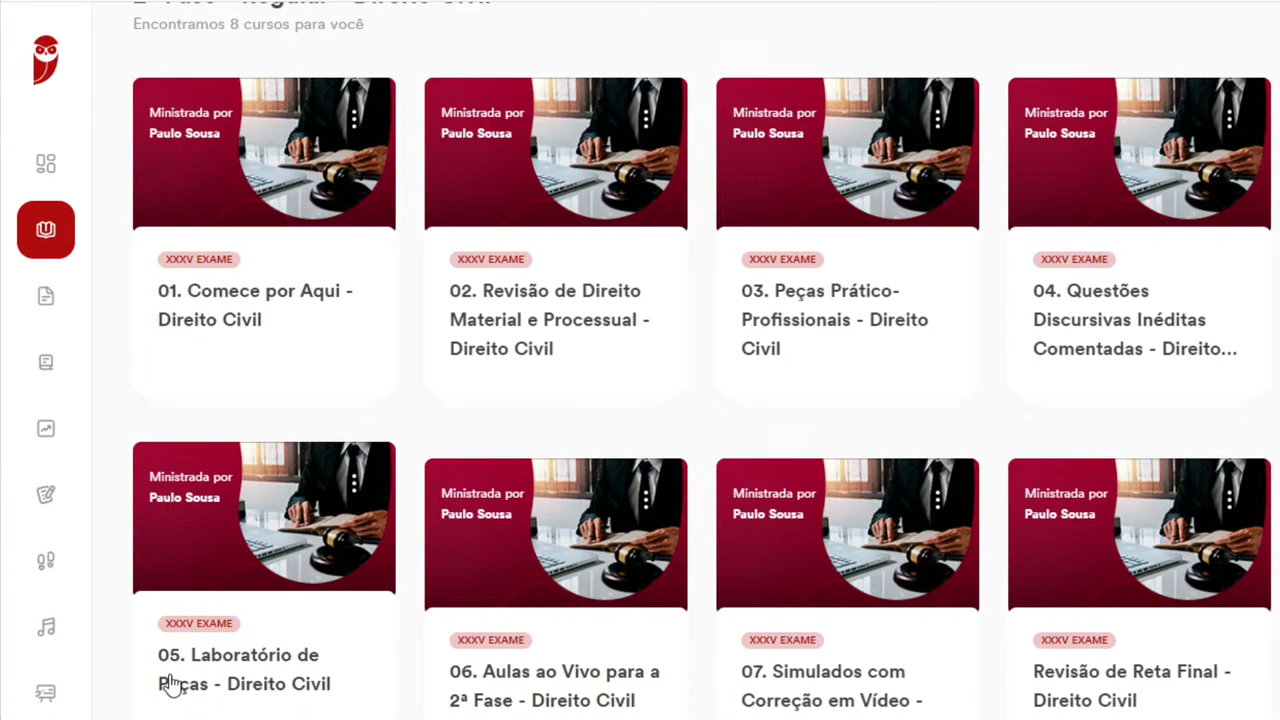 Encontramos 8 cursos para você
Ministrada por
Paulo Sousa
Ministrada por
Paulo Sousa
Ministrada por
Paulo Sousa
Ministrada por
Paulo Sousa
XXXV EXAME
01. Comece por Aqui -
Direito Civil
XXXV EXAME
02. Revisão de Direito
Material e Processual -
Direito Civil
XXXV EXAME
03. Peças Prático-
Profissionais - Direito
Civil
XXXV EXAME
04. Questões
Discursivas Inéditas
Comentadas - Direito...
Ministrada por
Paulo Sousa
Ministrada por
Paulo Sousa
Ministrada por
Paulo Sousa
Ministrada por
Paulo Sousa
XXXV EXAME
05. Laboratório de
Peças - Direito Civil
XXXV EXAME
06. Aulas ao Vivo para a
2ª Fase - Direito Civil
XXXV EXAME
07. Simulados com
Correção em Vídeo -
XXXV EXAME
Revisão de Reta Final -
Direito Civil